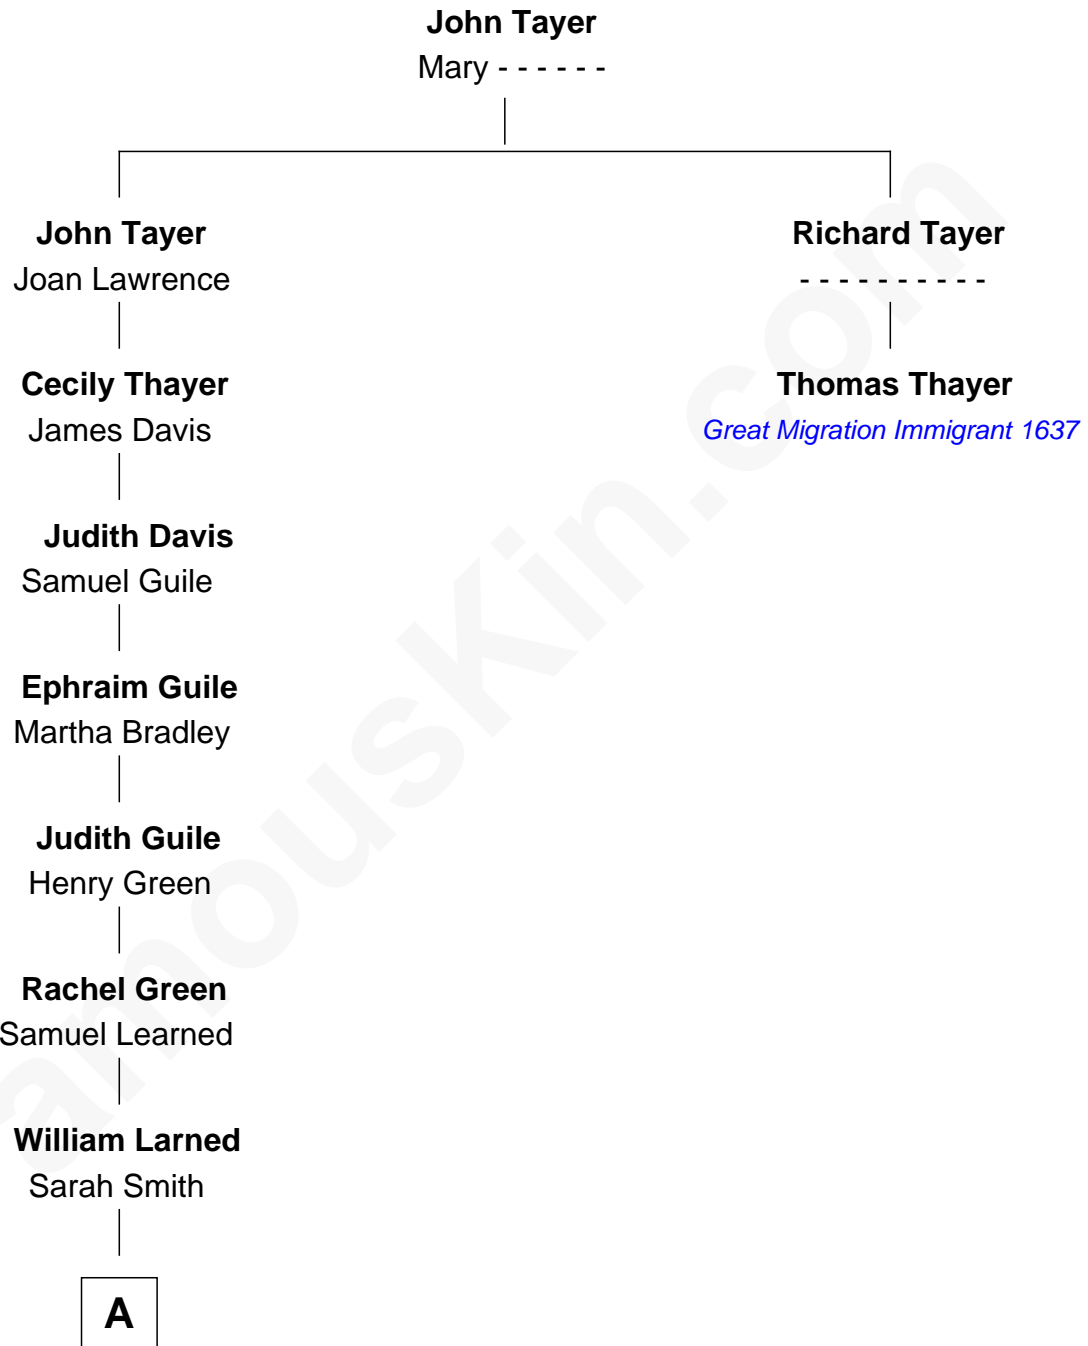 John Tayer
Mary - - - - - -
John Tayer
Joan Lawrence
Richard Tayer
- - - - - - - - - -
Cecily Thayer
James Davis
Thomas Thayer
Great Migration Immigrant 1637
Judith Davis
Samuel Guile
Ephraim Guile
Martha Bradley
Judith Guile
Henry Green
Rachel Green
Samuel Learned
William Larned
Sarah Smith
A
amouskin.com